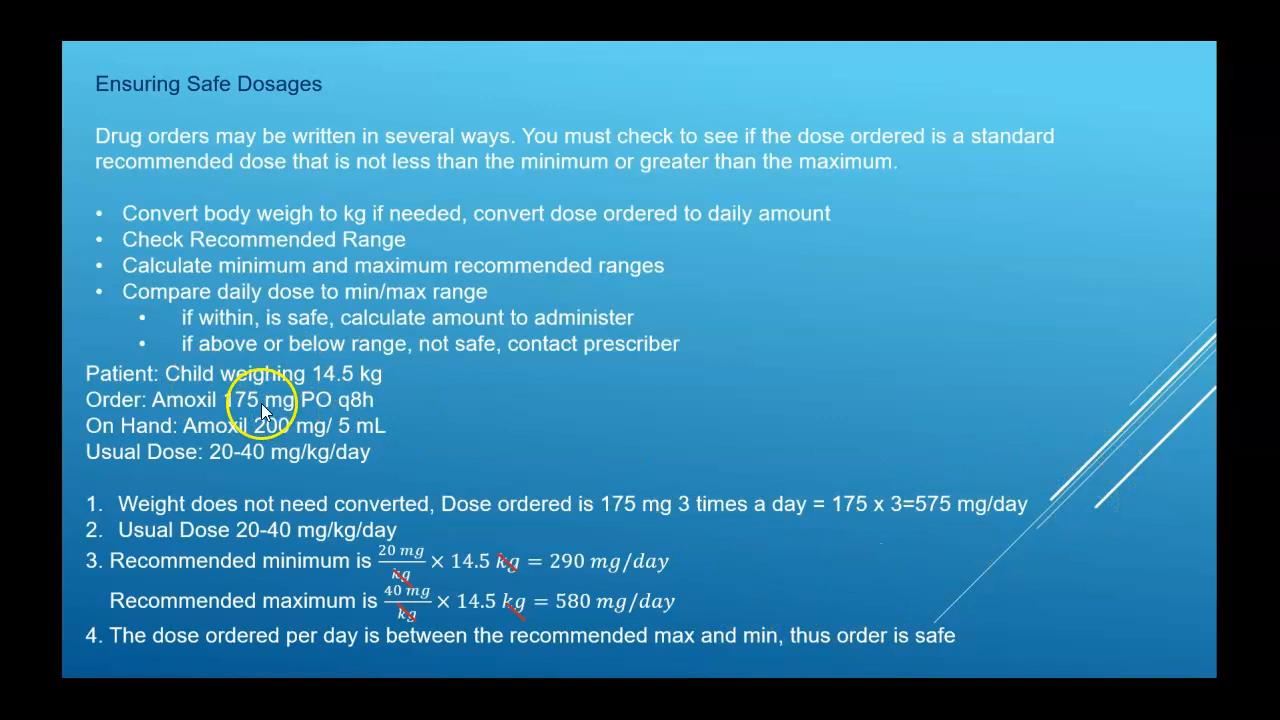 Ensuring Safe Dosages
Drug orders may be written in several ways. You must check to see if the dose ordered is a standard
recommended dose that is not less than the minimum or greater than the maximum.
• Convert body weigh to kg if needed, convert dose ordered to daily amount
• Check Recommended Range
• Calculate minimum and maximum recommended ranges
• Compare daily dose to min/max range
• if within, is safe, calculate amount to administer
• if above or below range, not safe, contact prescriber
Patient: Child weighing 14.5 kg
Order: Amoxil 175 mg PO q8h
On Hand: Amoxil 200 mg/ 5 mL
Usual Dose: 20-40 mg/kg/day
1. Weight does not need converted, Dose ordered is 175 mg 3 times a day = 175 x 3=575 mg/day
2. Usual Dose 20-40 mg/kg/day
3. Recommended minimum is 20 mg/kg × 14.5 kg = 290 mg/day
Recommended maximum is 40 mg/kg × 14.5 kg = 580 mg/day
4. The dose ordered per day is between the recommended max and min, thus order is safe